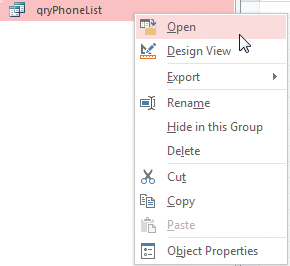 qryPhoneList
Open
Design View
Export
Rename
Hide in this Group
Delete
Cut
Copy
Paste
Object Properties